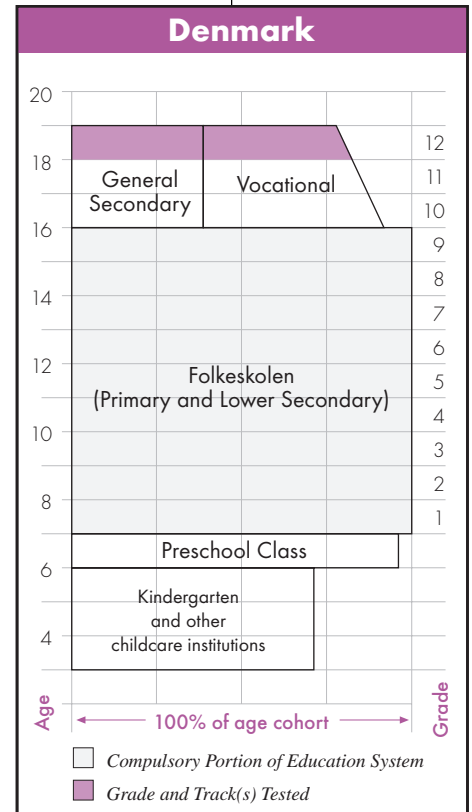 Denmark
20
18
16
14
12
10
8
6
4
12
11
10
9
8
7
6
5
4
3
2
1
General
Secondary
Vocational
Folkeskolen
(Primary and Lower Secondary)
Preschool Class
Kindergarten
and other
childcare institutions
Age
100% of age cohort
Grade
Compulsory Portion of Education System
Grade and Track(s) Tested